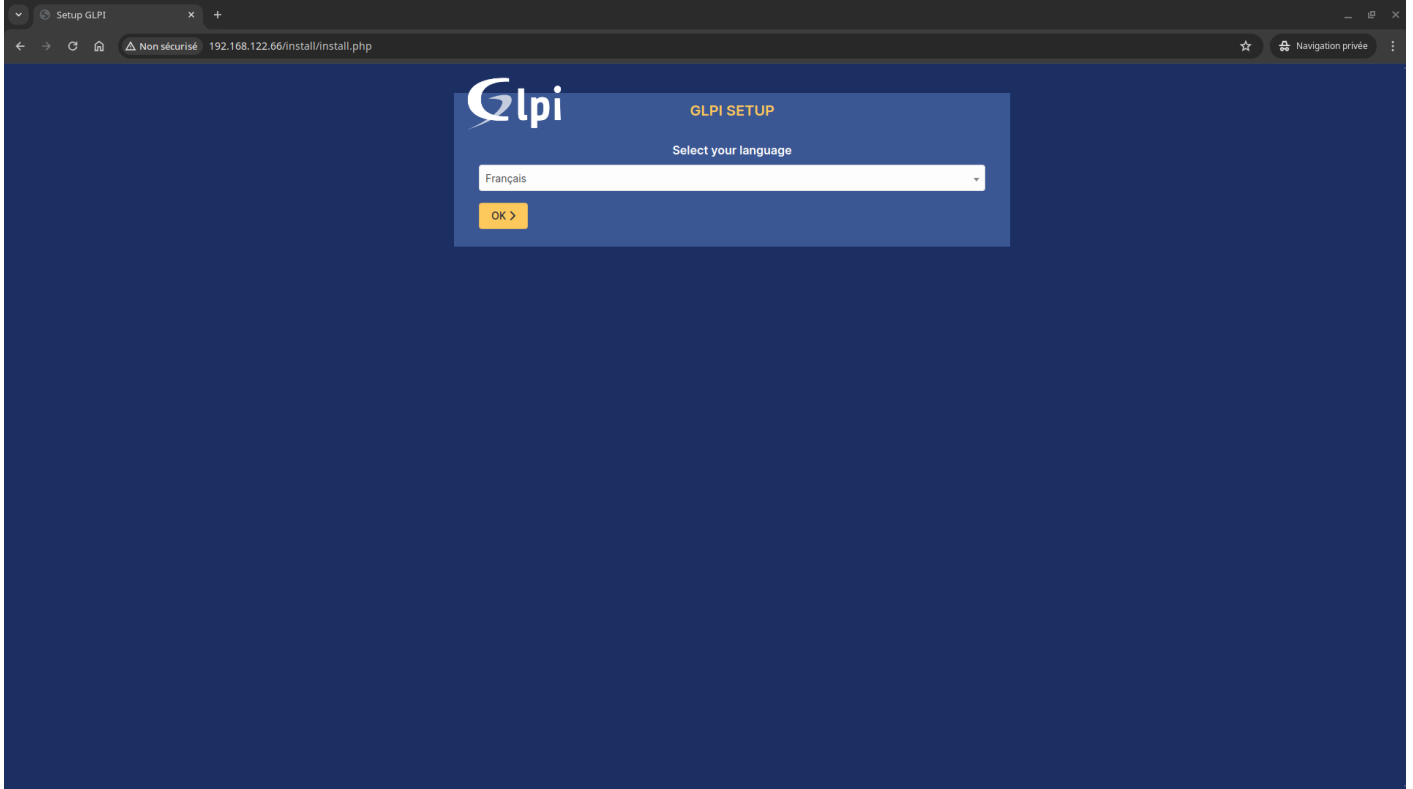 Setup GLPI
Non sécurisé 192.168.122.66/install/install.php Navigation privée
Glpi
GLPI SETUP
Select your language
Français
OK